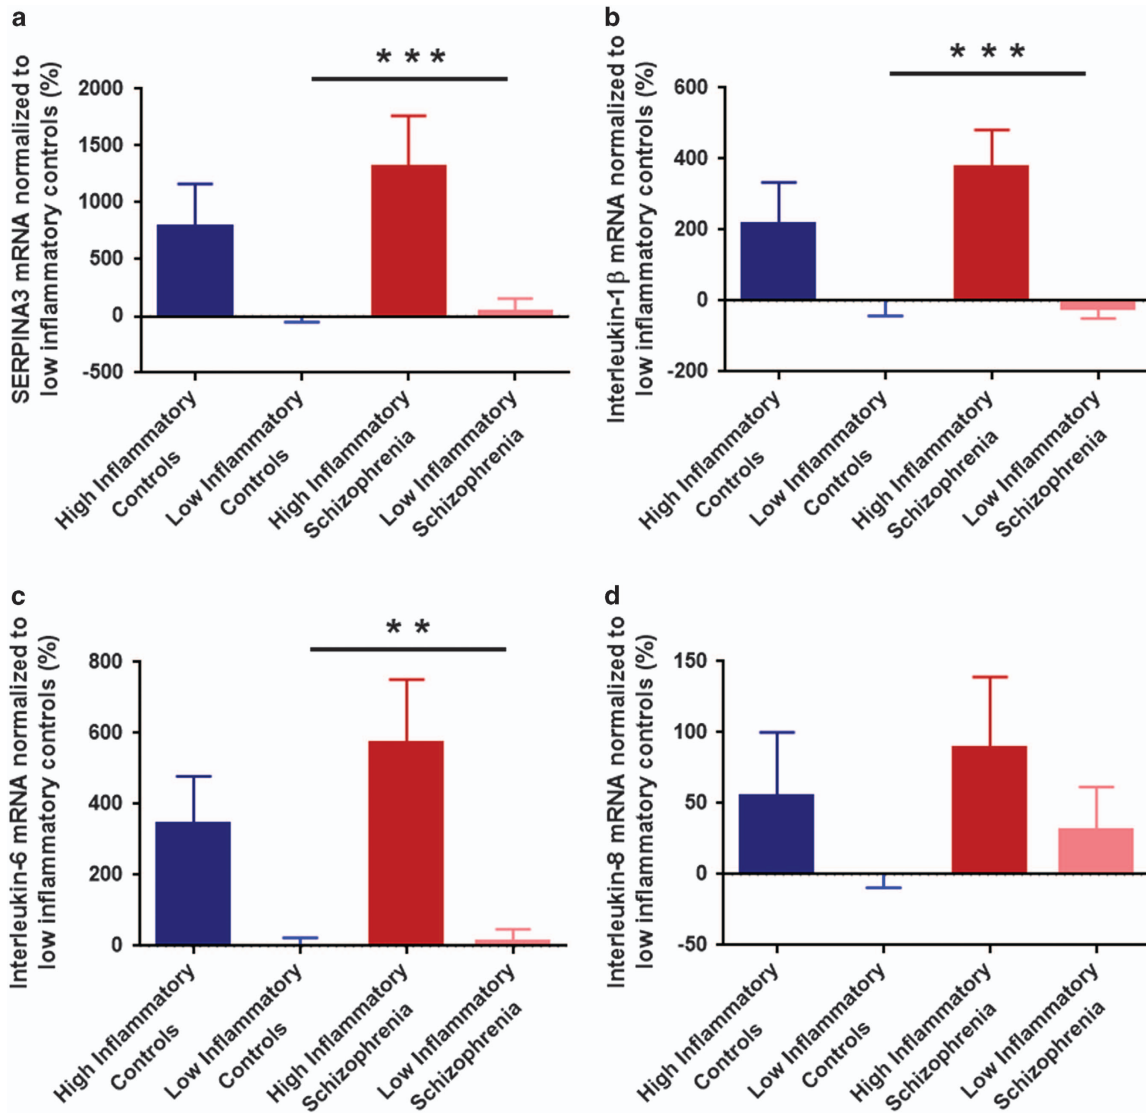 a
SERPINA3 mRNA normalized to
low inflammatory controls (%)
2000
1500
1000
500
0
-500
* * *
High Inflammatory
Controls
Low Inflammatory
Controls
High Inflammatory
Schizophrenia
Low Inflammatory
Schizophrenia
b
Interleukin-1β mRNA normalized to
low inflammatory controls (%)
600
400
200
0
-200
* * *
High Inflammatory
Controls
Low Inflammatory
Controls
High Inflammatory
Schizophrenia
Low Inflammatory
Schizophrenia
c
Interleukin-6 mRNA normalized to
low inflammatory controls (%)
800
600
400
200
0
* *
High Inflammatory
Controls
Low Inflammatory
Controls
High Inflammatory
Schizophrenia
Low Inflammatory
Schizophrenia
d
Interleukin-8 mRNA normalized to
low inflammatory controls (%)
150
100
50
0
-50
High Inflammatory
Controls
Low Inflammatory
Controls
High Inflammatory
Schizophrenia
Low Inflammatory
Schizophrenia